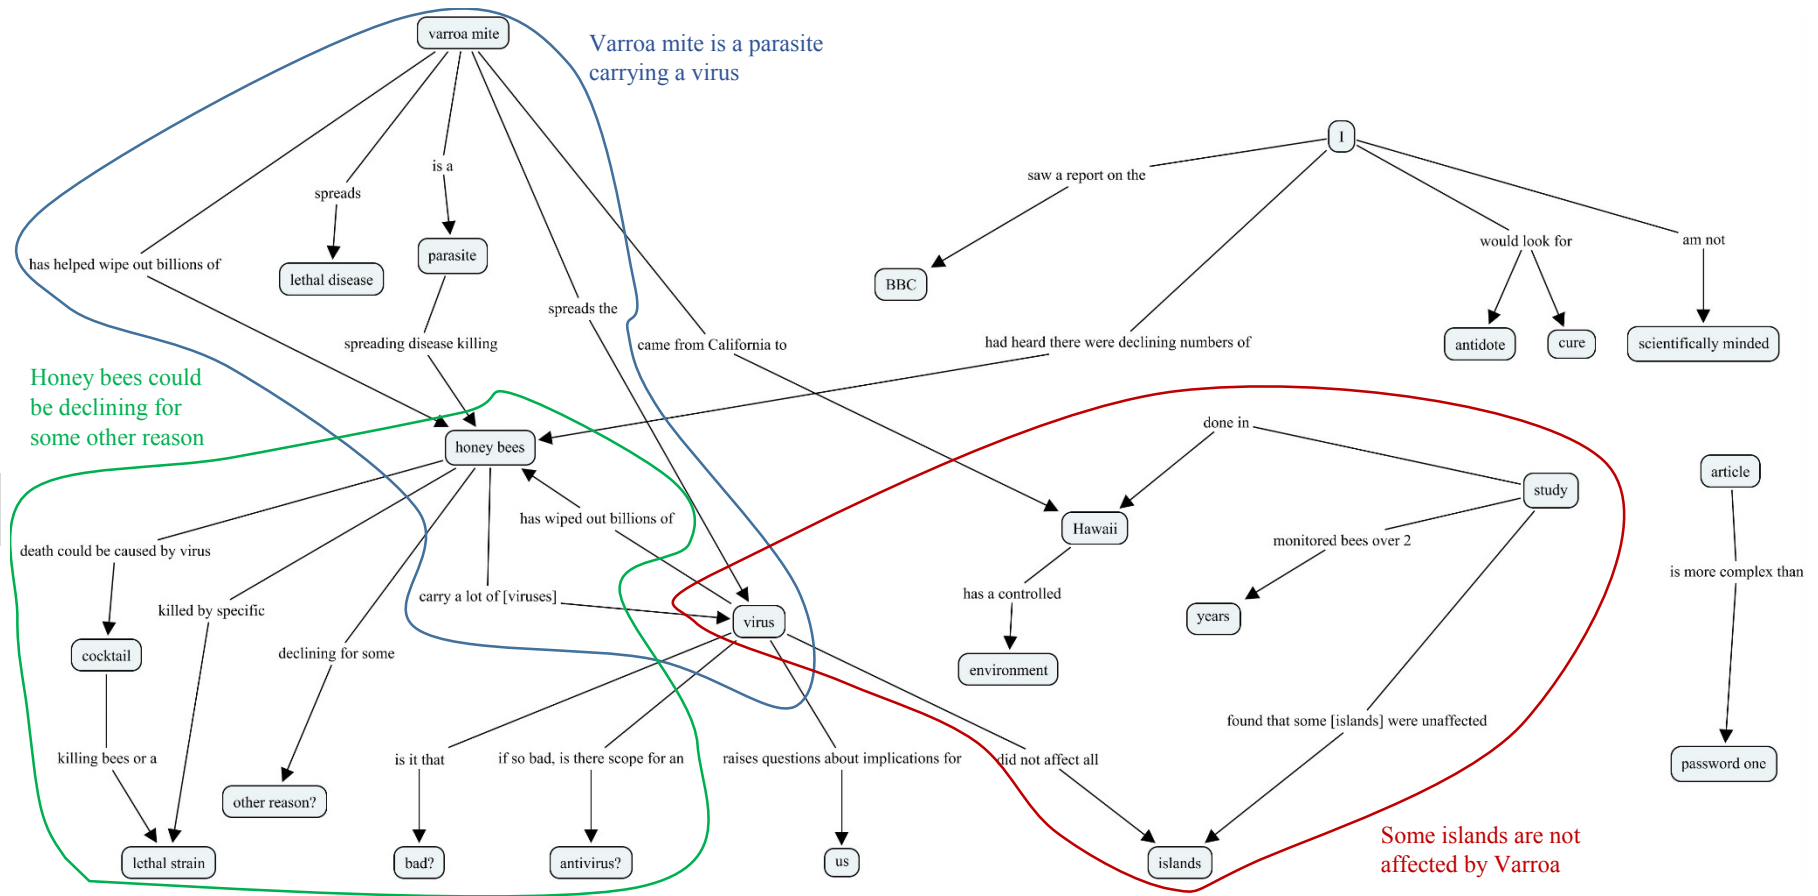 varroa mite
Varroa mite is a parasite
carrying a virus
I
is a
saw a report on the
spreads
would look for
am not
has helped wipe out billions of
lethal disease
parasite
BBC
spreads the
spreading disease killing
came from California to
had heard there were declining numbers of
antidote
cure
scientifically minded
Honey bees could
be declining for
some other reason
honey bees
done in
article
study
has wiped out billions of
Hawaii
death could be caused by virus
monitored bees over 2
is more complex than
killed by specific
carry a lot of [viruses]
has a controlled
virus
years
cocktail
declining for some
environment
found that some [islands] were unaffected
killing bees or a
is it that
if so bad, is there scope for an
raises questions about implications for
did not affect all
password one
other reason?
lethal strain
bad?
antivirus?
us
islands
Some islands are not
affected by Varroa